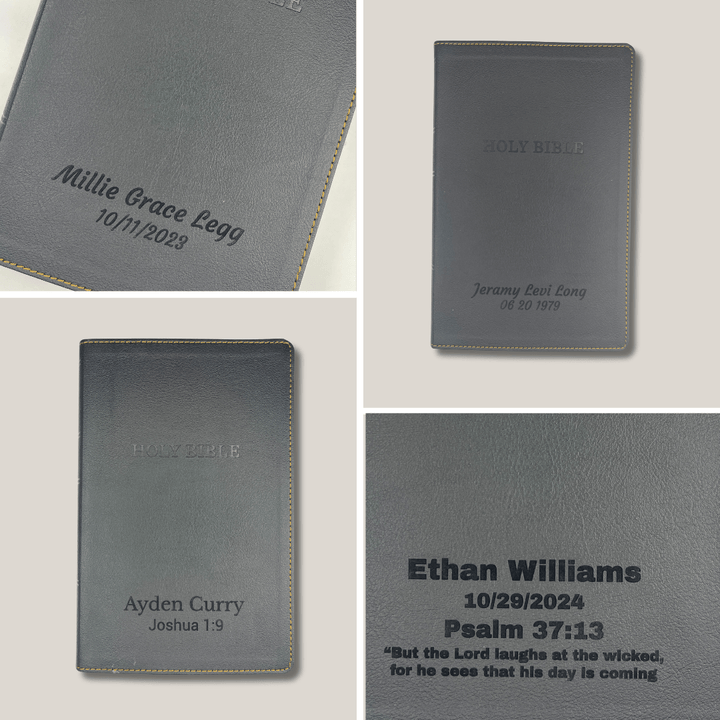 Millie Grace Legg
10/11/2023
HOLY BIBLE
Jeramy Levi Long
06 20 1979
HOLY BIBLE
Ayden Curry
Joshua 1:9
Ethan Williams
10/29/2024
Psalm 37:13
“But the Lord laughs at the wicked,
for he sees that his day is coming